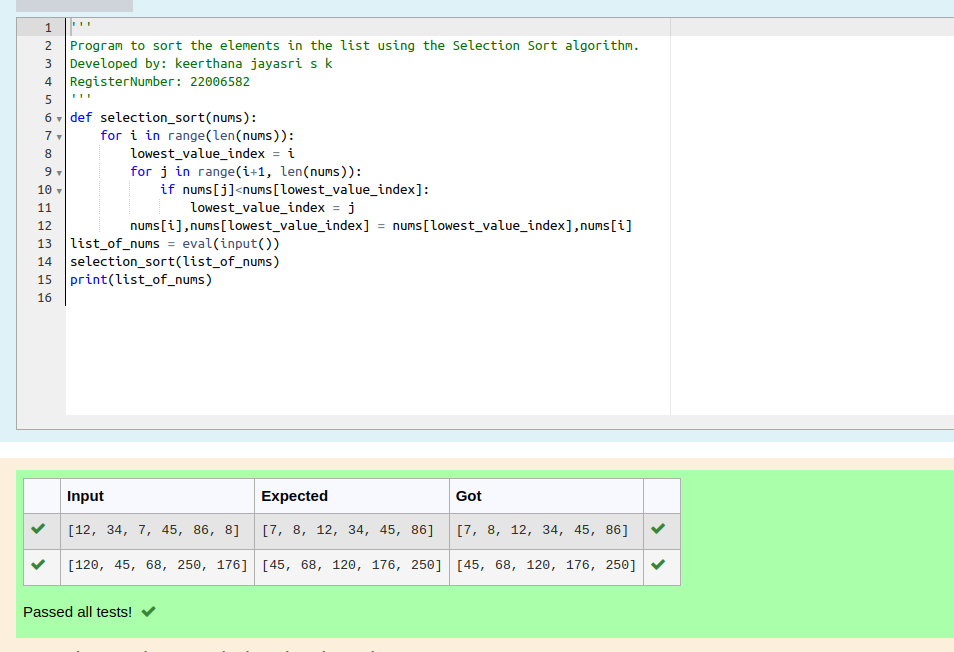 1 '''
2 Program to sort the elements in the list using the Selection Sort algorithm.
3 Developed by: keerthana jayasri s k
4 RegisterNumber: 22006582
5 '''
6 def selection_sort(nums):
7     for i in range(len(nums)):
8         lowest_value_index = i
9         for j in range(i+1, len(nums)):
10             if nums[j]<nums[lowest_value_index]:
11                 lowest_value_index = j
12         nums[i],nums[lowest_value_index] = nums[lowest_value_index],nums[i]
13 list_of_nums = eval(input())
14 selection_sort(list_of_nums)
15 print(list_of_nums)
16
Input Expected Got
[12, 34, 7, 45, 86, 8] [7, 8, 12, 34, 45, 86] [7, 8, 12, 34, 45, 86]
[120, 45, 68, 250, 176] [45, 68, 120, 176, 250] [45, 68, 120, 176, 250]
Passed all tests!